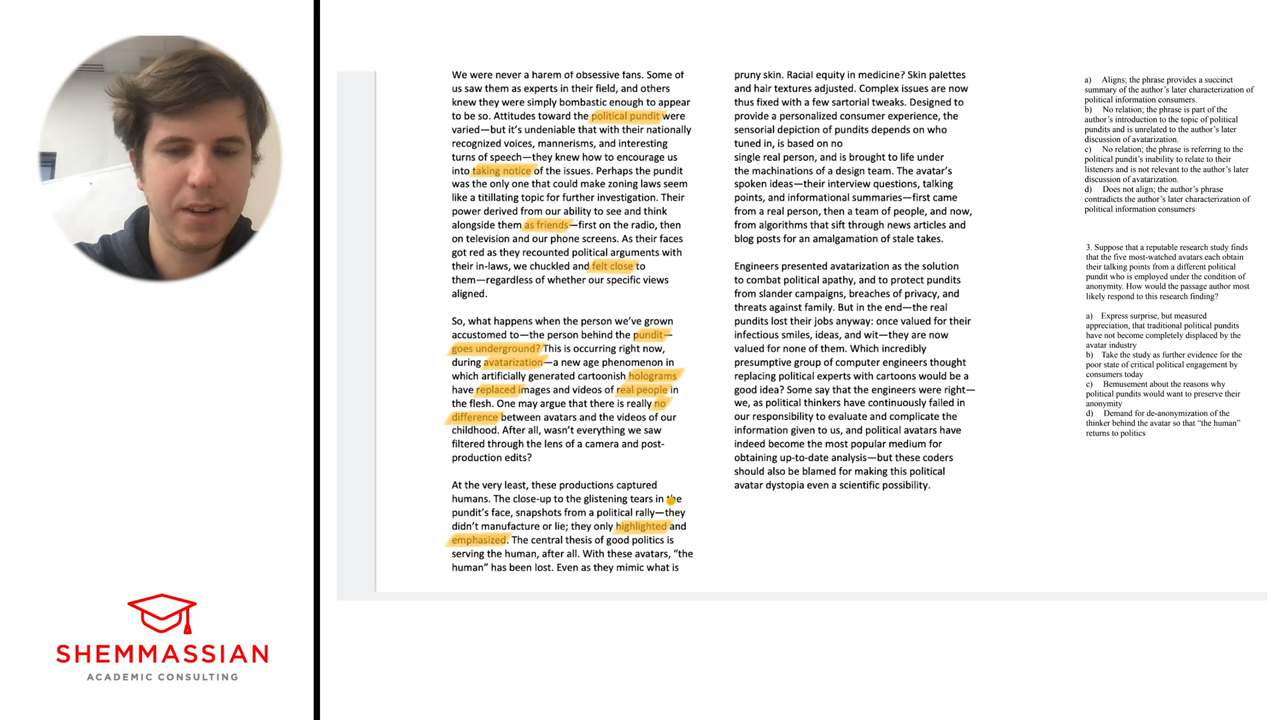 We were never a harem of obsessive fans. Some of
us saw them as experts in their field, and others
knew they were simply bombastic enough to appear
to be so. Attitudes toward the political pundit were
varied—but it's undeniable that with their nationally
recognized voices, mannerisms, and interesting
turns of speech—they knew how to encourage us
into taking notice of the issues. Perhaps the pundit
was the only one that could make zoning laws seem
like a titillating topic for further investigation. Their
power derived from our ability to see and think
alongside them as friends—first on the radio, then
on television and our phone screens. As their faces
got red as they recounted political arguments with
their in-laws, we chuckled and felt close to
them—regardless of whether our specific views
aligned.
So, what happens when the person we've grown
accustomed to—the person behind the pundit—
goes underground? This is occurring right now,
during avatarization—a new age phenomenon in
which artificially generated cartoonish holograms
have replaced images and videos of real people in
the flesh. One may argue that there is really no
difference between avatars and the videos of our
childhood. After all, wasn't everything we saw
filtered through the lens of a camera and post-
production edits?
At the very least, these productions captured
humans. The close-up to the glistening tears in the
pundit's face, snapshots from a political rally—they
didn't manufacture or lie; they only highlighted and
emphasized. The central thesis of good politics is
serving the human, after all. With these avatars, "the
human" has been lost. Even as they mimic what is
pruny skin. Racial equity in medicine? Skin palettes
and hair textures adjusted. Complex issues are now
thus fixed with a few sartorial tweaks. Designed to
provide a personalized consumer experience, the
sensorial depiction of pundits depends on who
tuned in, is based on no
single real person, and is brought to life under
the machinations of a design team. The avatar's
spoken ideas—their interview questions, talking
points, and informational summaries—first came
from a real person, then a team of people, and now,
from algorithms that sift through news articles and
blog posts for an amalgamation of stale takes.
Engineers presented avatarization as the solution
to combat political apathy, and to protect pundits
from slander campaigns, breaches of privacy, and
threats against family. But in the end—the real
pundits lost their jobs anyway: once valued for their
infectious smiles, ideas, and wit—they are now
valued for none of them. Which incredibly
presumptive group of computer engineers thought
replacing political experts with cartoons would be a
good idea? Some say that the engineers were right—
we, as political thinkers have continuously failed in
our responsibility to evaluate and complicate the
information given to us, and political avatars have
indeed become the most popular medium for
obtaining up-to-date analysis—but these coders
should also be blamed for making this political
avatar dystopia even a scientific possibility.
a) Aligns; the phrase provides a succinct
summary of the author's later characterization of
political information consumers.
b) No relation; the phrase is part of the
author's introduction to the topic of political
pundits and is unrelated to the author's later
discussion of avatarization.
c) No relation; the phrase is referring to the
political pundit's inability to relate to their
listeners and is not relevant to the author's later
discussion of avatarization.
d) Does not align; the author's phrase
contradicts the author's later characterization of
political information consumers
3. Suppose that a reputable research study finds
that the five most-watched avatars each obtain
their talking points from a different political
pundit who is employed under the condition of
anonymity. How would the passage author most
likely respond to this research finding?
a) Express surprise, but measured
appreciation, that traditional political pundits
have not become completely displaced by the
avatar industry
b) Take the study as further evidence for the
poor state of critical political engagement by
consumers today
c) Bemusement about the reasons why
political pundits would want to preserve their
anonymity
d) Demand for de-anonymization of the
thinker behind the avatar so that "the human"
returns to politics
SHEMMASSIAN
ACADEMIC CONSULTING